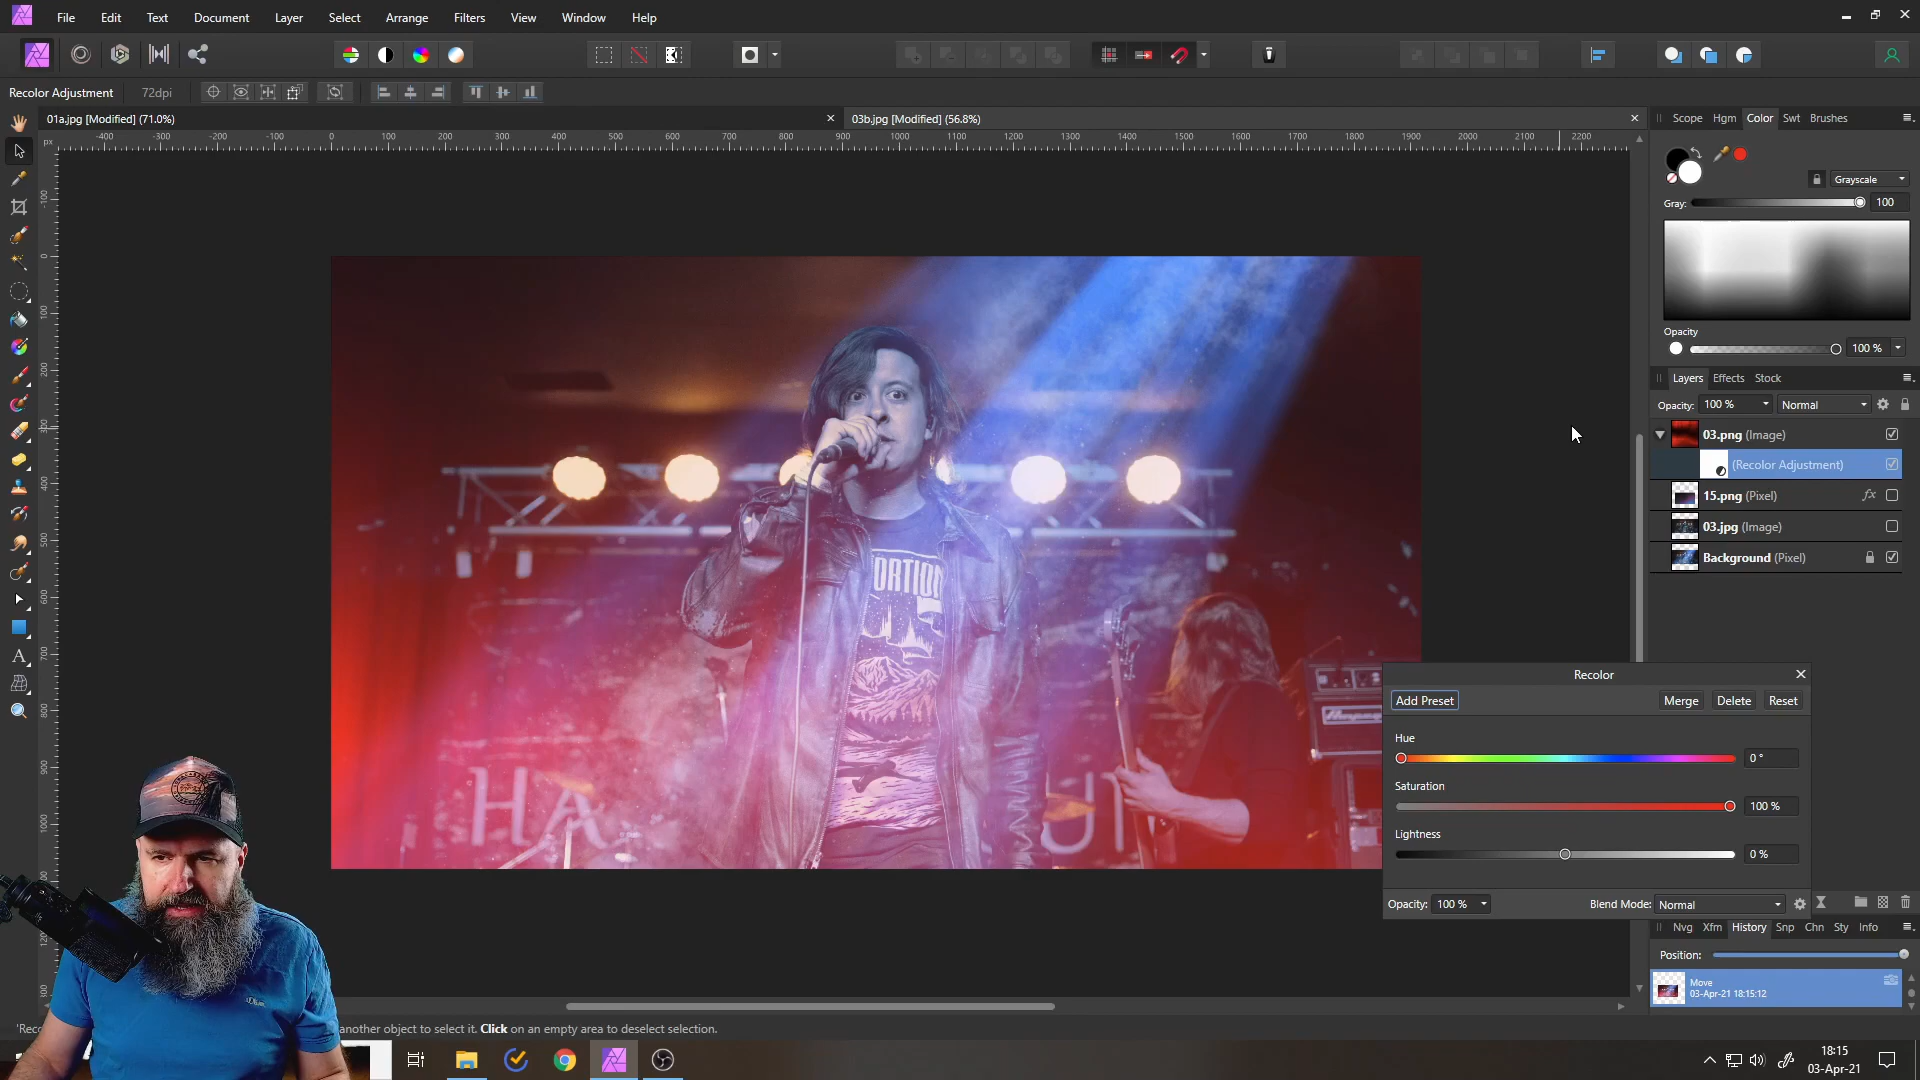 File Edit Text Document Layer Select Arrange Filters View Window Help
Recolor Adjustment 72dpi
01a.jpg [Modified] (71.0%)
03b.jpg [Modified] (56.8%)
px -400 -300 -200 -100 0 100 200 300 400 500 600 700 800 900 1000 1100 1200 1300 1400 1500 1600 1700 1800 1900 2000 2100 2200
Scope Hgm Color Swt Brushes
Grayscale
Gray: 100
Opacity
100 %
Layers Effects Stock
Opacity: 100 % Normal
03.png (Image)
(Recolor Adjustment)
15.png (Pixel) fx
03.jpg (Image)
Background (Pixel)
Recolor
Add Preset Merge Delete Reset
Hue
0 °
Saturation
100 %
Lightness
0 %
Opacity: 100 % Blend Mode: Normal
Nvg Xfm History Snp Chn Sty Info
Position:
Move
03-Apr-21 18:15:12
another object to select it. Click on an empty area to deselect selection.
18:15
03-Apr-21